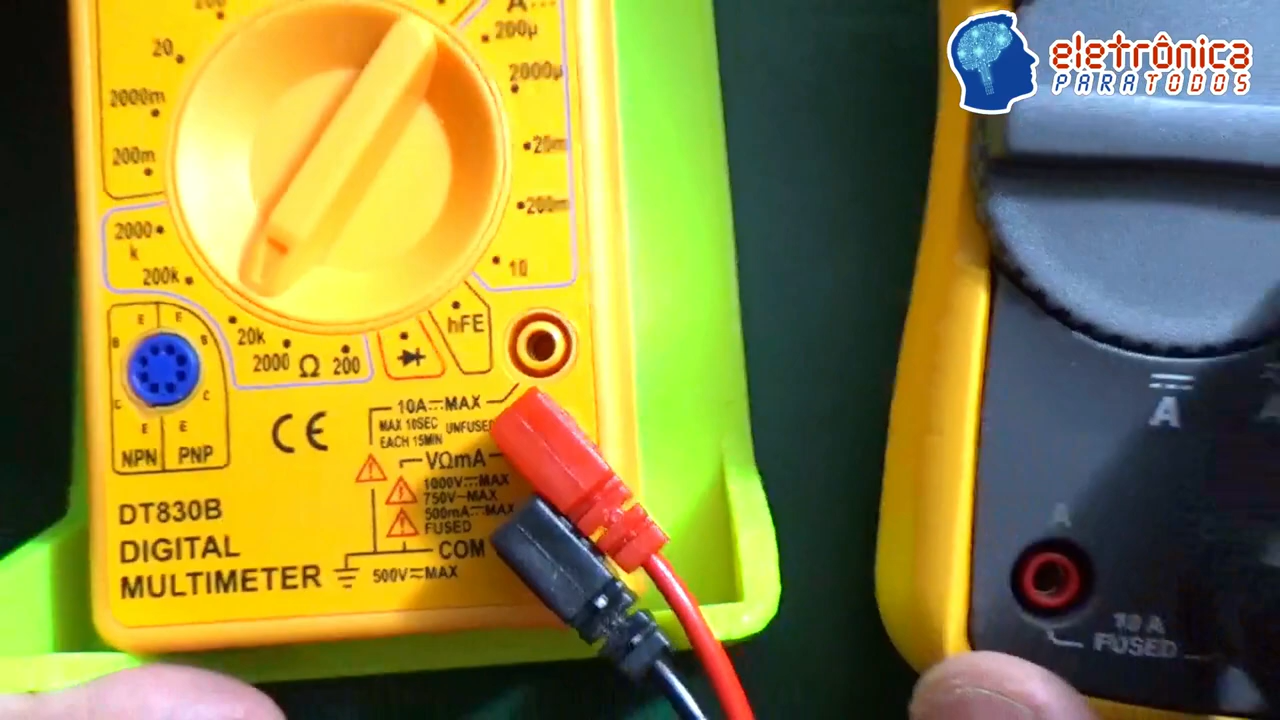 eletrônica
PARATODOS
A
200µ
20
2000µ
2000m
20m
200m
200m
2000
k
200k
10
20k
hFE
2000 Ω 200
E E
B B
C C
E E
NPN PNP
CE
10A MAX
MAX 10SEC
EACH 15MIN
UNFUSED
VΩmA
1000V MAX
750V~MAX
500mA MAX
FUSED
COM
500V MAX
DT830B
DIGITAL
MULTIMETER
A
A
10 A
FUSED